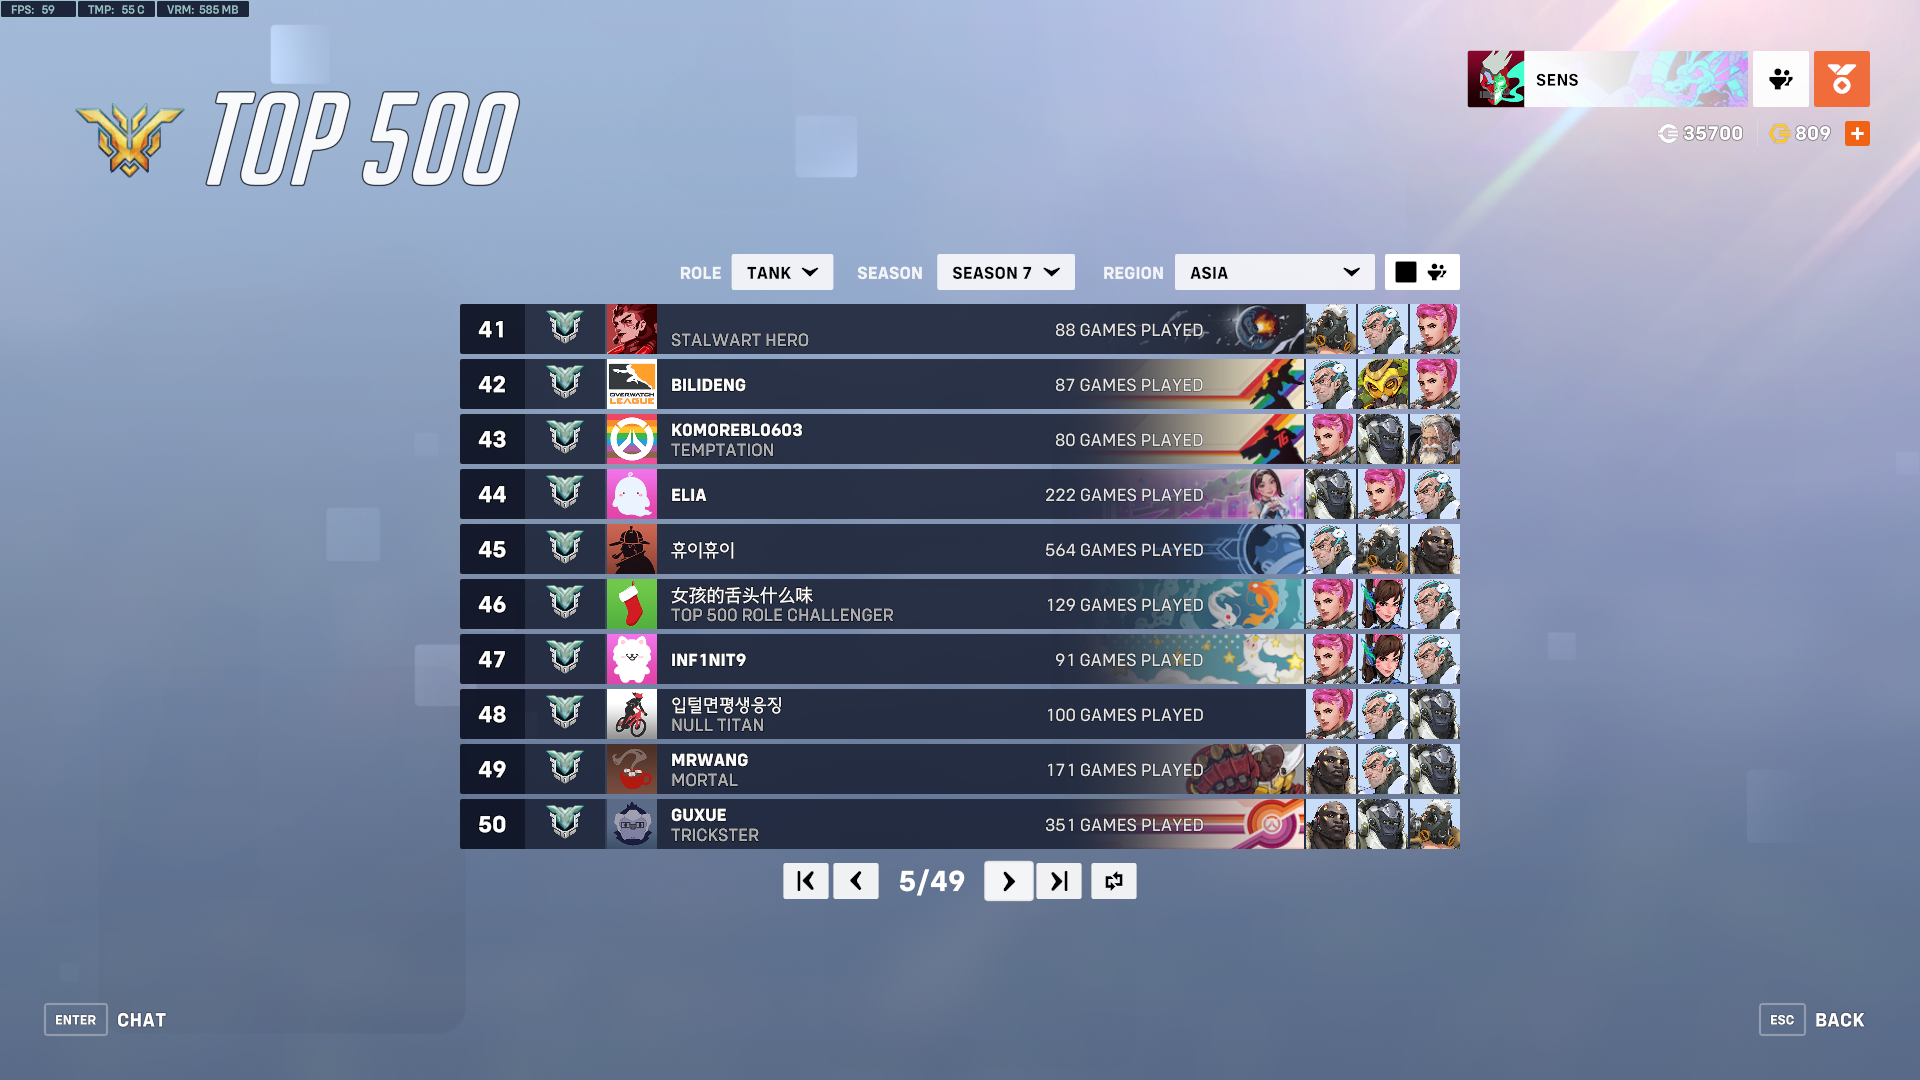 FPS: 59 TMP: 55 C VRM: 585 MB
TOP 500
SENS
35700 809
ROLE TANK SEASON SEASON 7 REGION ASIA
41 STALWART HERO 88 GAMES PLAYED
42 BILIDENG 87 GAMES PLAYED
OVERWATCH LEAGUE
43 K0MOREBL0603 80 GAMES PLAYED
TEMPTATION
44 ELIA 222 GAMES PLAYED
45 휴이휴이 564 GAMES PLAYED
46 女孩的舌头什么味 129 GAMES PLAYED
TOP 500 ROLE CHALLENGER
47 INF1NIT9 91 GAMES PLAYED
48 입털면평생응징 100 GAMES PLAYED
NULL TITAN
49 MRWANG 171 GAMES PLAYED
MORTAL
50 GUXUE 351 GAMES PLAYED
TRICKSTER
5/49
ENTER CHAT
ESC BACK